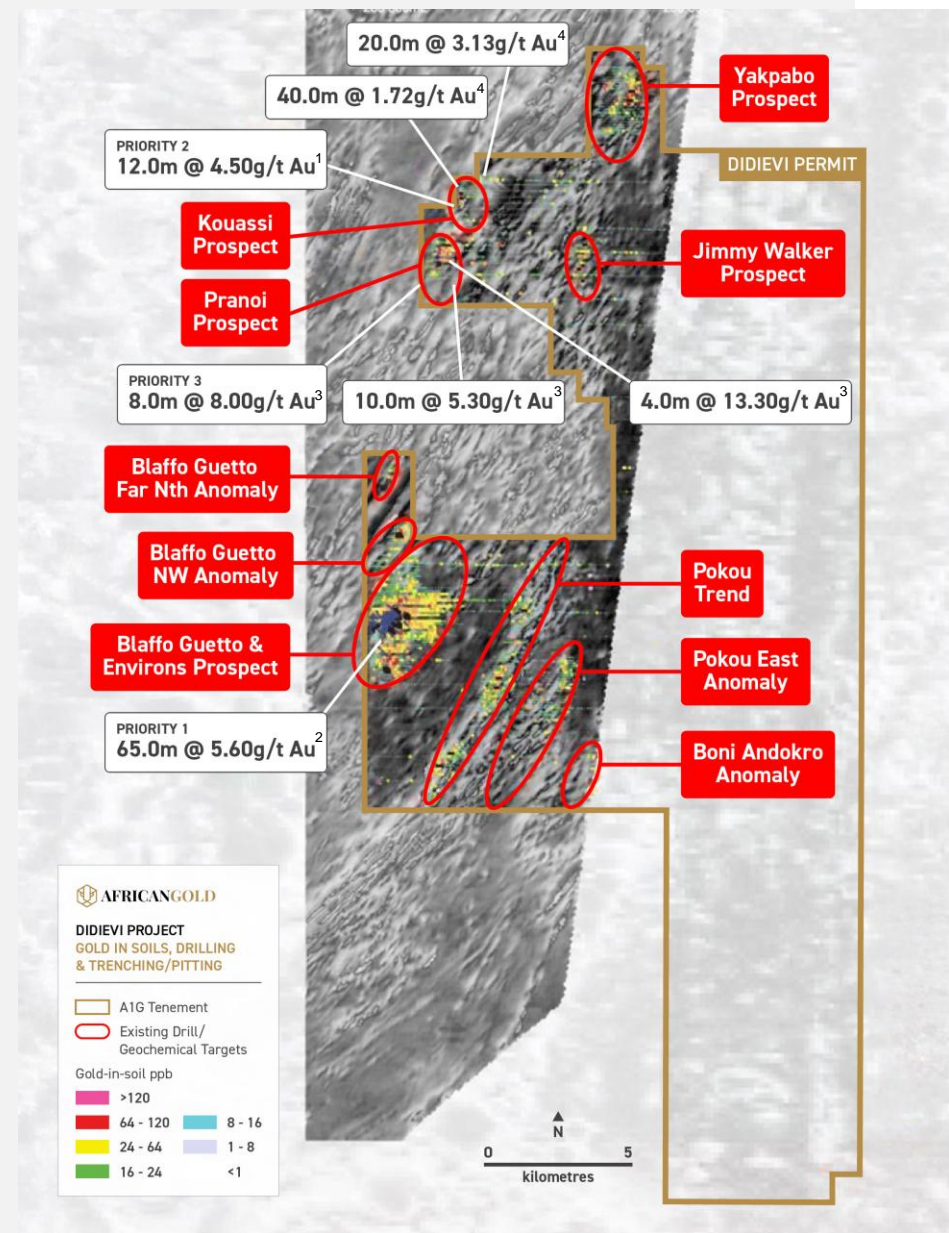 20.0m @ 3.13g/t Au4
40.0m @ 1.72g/t Au4
Yakpabo
Prospect
PRIORITY 2
12.0m @ 4.50g/t Au1
DIDIEVI PERMIT
Kouassi
Prospect
Jimmy Walker
Prospect
Pranoi
Prospect
PRIORITY 3
8.0m @ 8.00g/t Au3
10.0m @ 5.30g/t Au3
4.0m @ 13.30g/t Au3
Blaffo Guetto
Far Nth Anomaly
Blaffo Guetto
NW Anomaly
Pokou
Trend
Blaffo Guetto &
Environs Prospect
Pokou East
Anomaly
PRIORITY 1
65.0m @ 5.60g/t Au2
Boni Andokro
Anomaly
AFRICANGOLD
DIDIEVI PROJECT
GOLD IN SOILS, DRILLING
& TRENCHING/PITTING
A1G Tenement
Existing Drill/
Geochemical Targets
Gold-in-soil ppb
>120
64 - 120
8 - 16
24 - 64
1 - 8
16 - 24
<1
N
0 5
kilometres